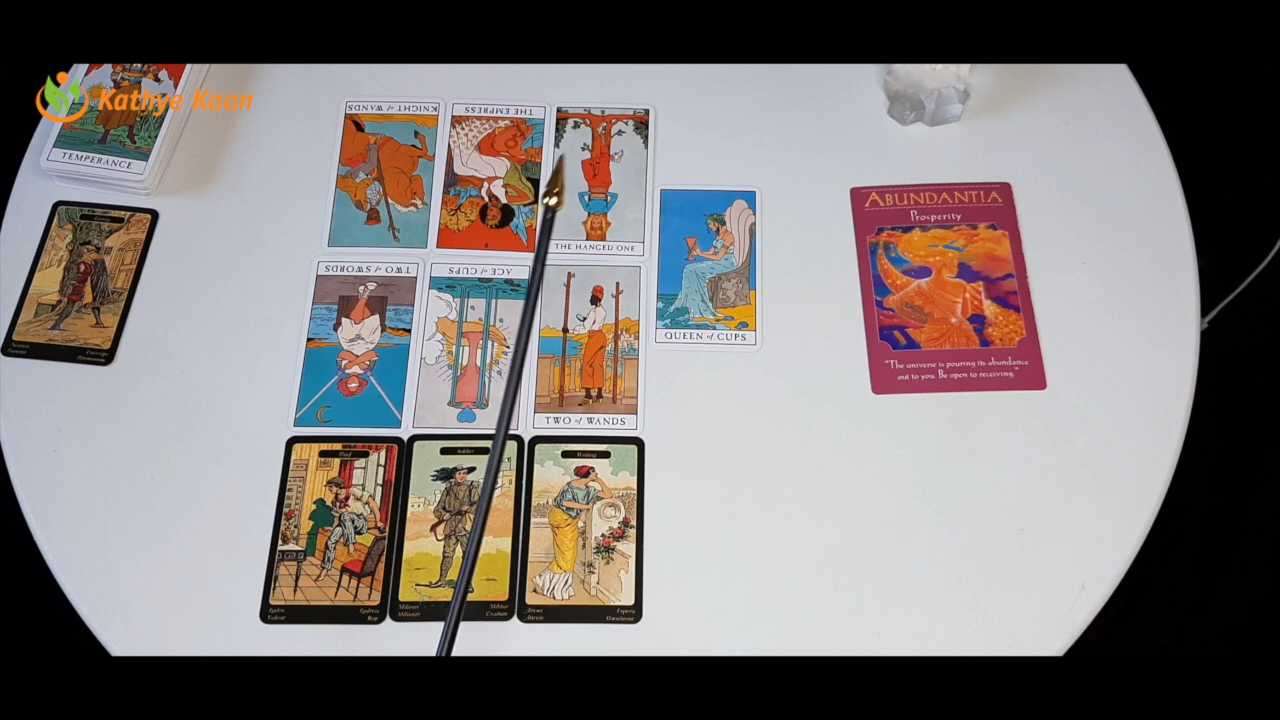 Kathye Kaan
TEMPERANCE
KNIGHT of WANDS
THE EMPRESS
THE HANGED ONE
QUEEN of CUPS
ABUNDANTIA
Prosperity
"The universe is pouring its abundance
out to you. Be open to receiving."
TWO of SWORDS
ACE of CUPS
TWO of WANDS
Thief
Soldier
Waiting